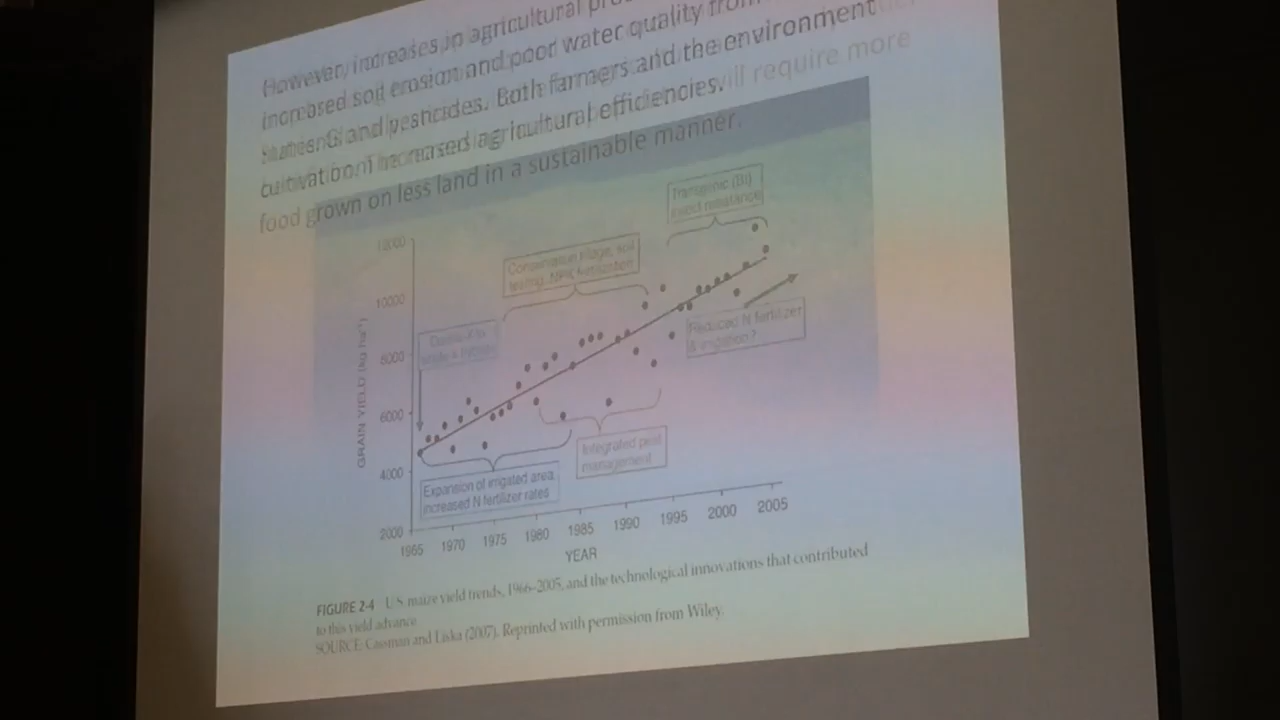 However, increases in agricultural
increased soil erosion and poor water quality from
and pesticides. Both farmers and the environment
cultivation increased agricultural efficiencies. will require more
food grown on less land in a sustainable manner.
Transgenic (Bt)
insect resistance
Conservation tillage, soil
testing, NPK fertilization
12000
10000
8000
6000
4000
2000
GRAIN YIELD (kg ha⁻¹)
Reduced N fertilizer
& irrigation?
Integrated pest
management
Expansion of irrigated area,
increased N fertilizer rates
1965 1970 1975 1980 1985 1990 1995 2000 2005
YEAR
FIGURE 2-4 U.S. maize yield trends, 1966–2005, and the technological innovations that contributed
to this yield advance.
SOURCE: Cassman and Liska (2007). Reprinted with permission from Wiley.